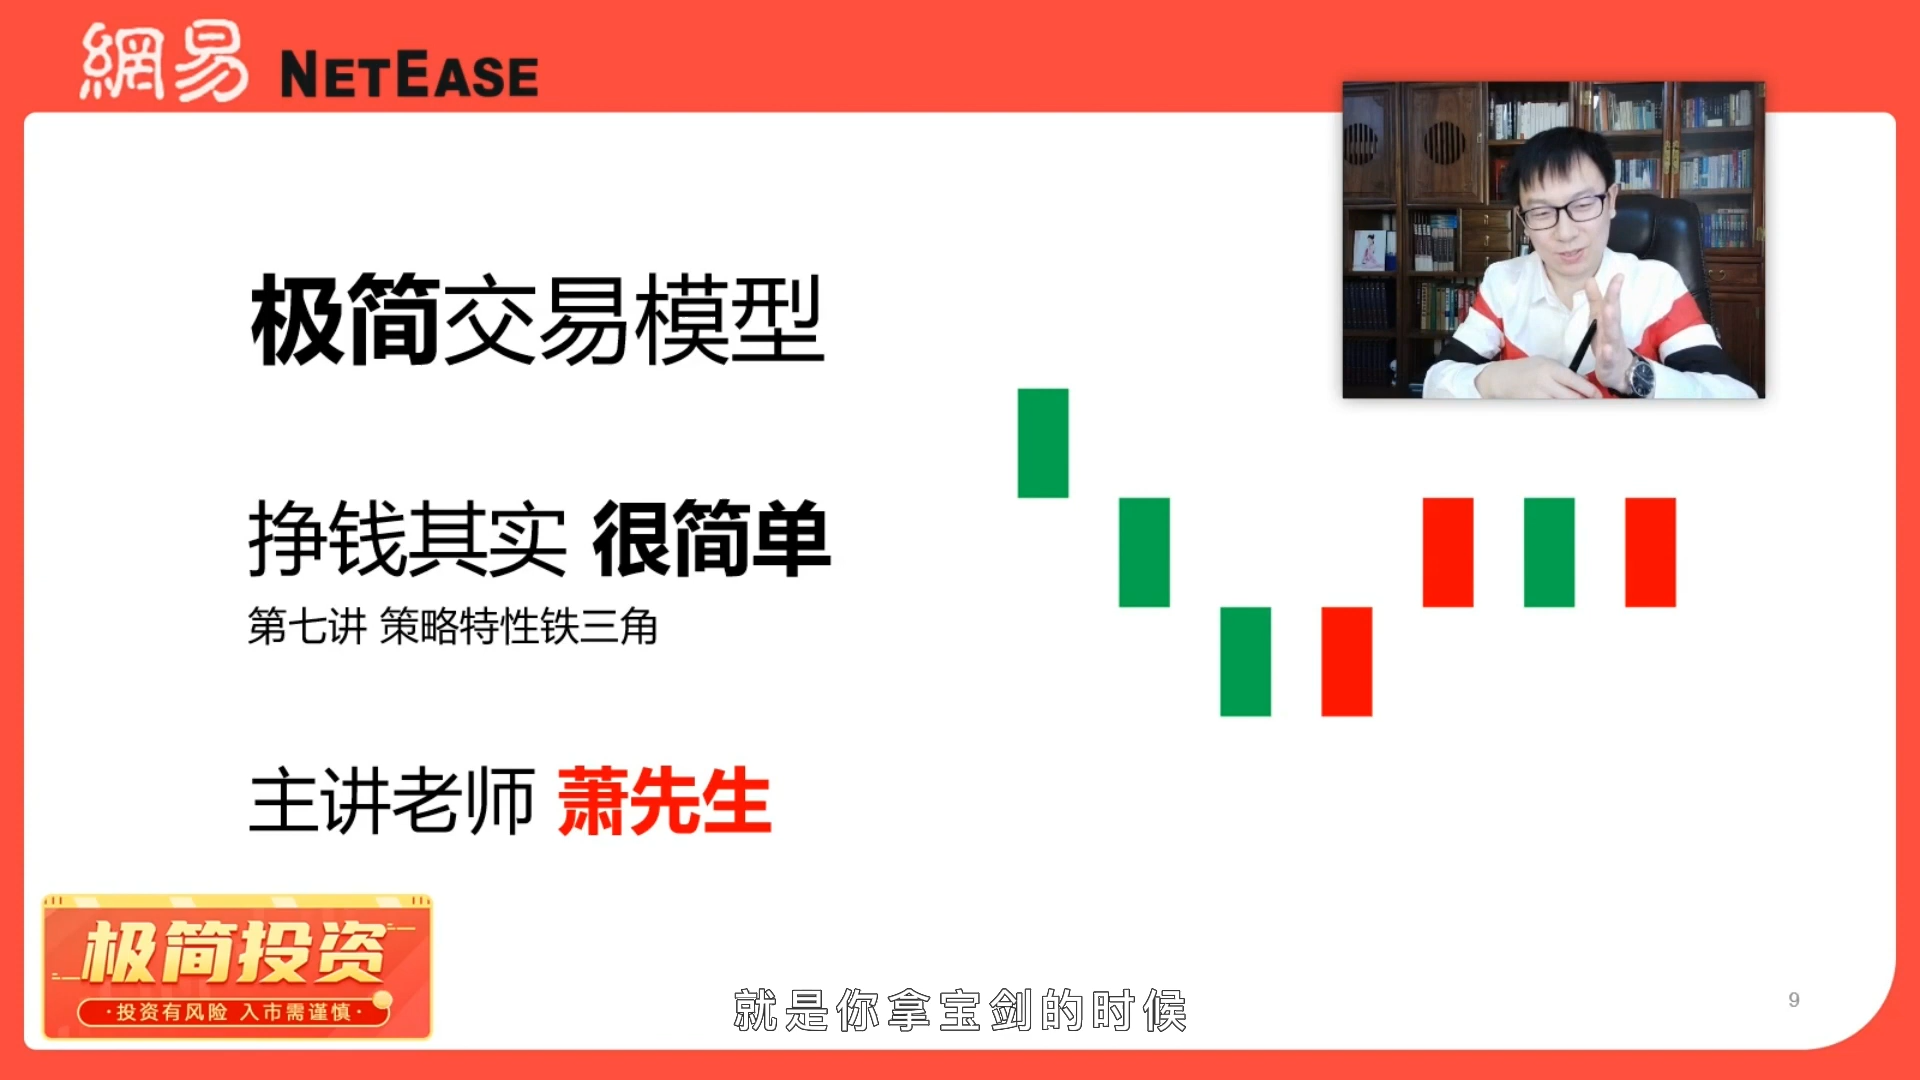 網易 NETEASE
极简交易模型
挣钱其实 很简单
第七讲 策略特性铁三角
主讲老师 萧先生
极简投资
·投资有风险 入市需谨慎·
就是你拿宝剑的时候
9